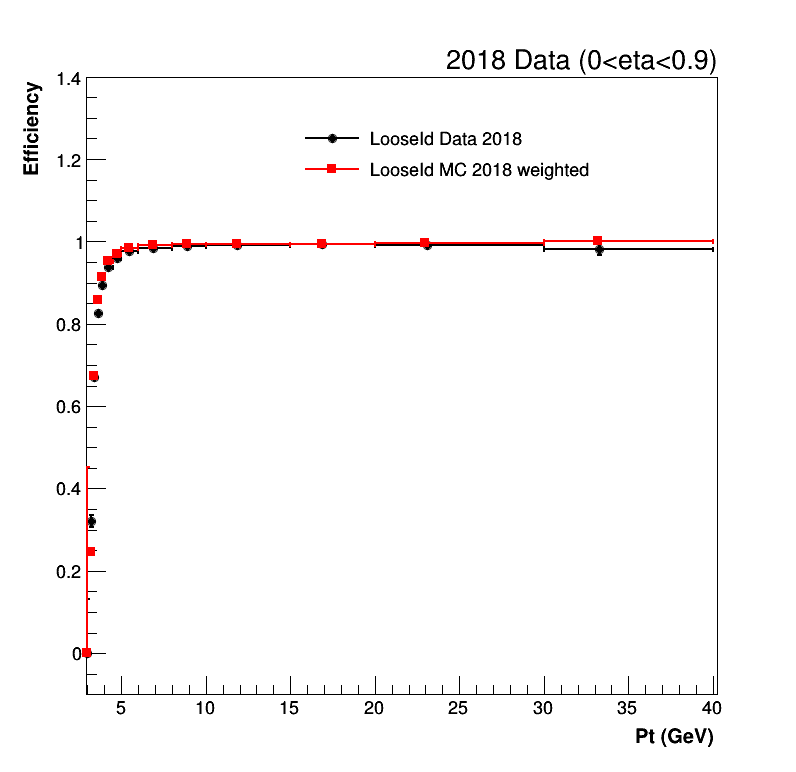 2018 Data (0<eta<0.9)
Efficiency
1.4
1.2
1
0.8
0.6
0.4
0.2
0
LooseId Data 2018
LooseId MC 2018 weighted
5 10 15 20 25 30 35 40
Pt (GeV)